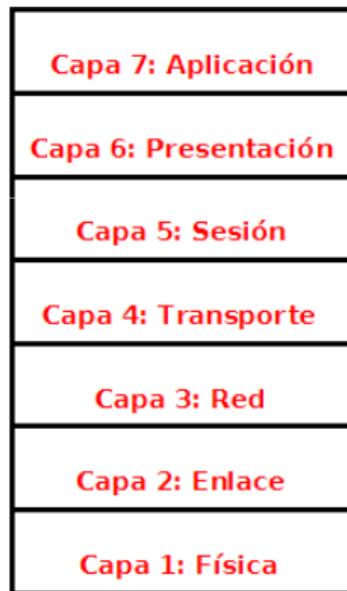 Capa 7: Aplicación
Capa 6: Presentación
Capa 5: Sesión
Capa 4: Transporte
Capa 3: Red
Capa 2: Enlace
Capa 1: Física